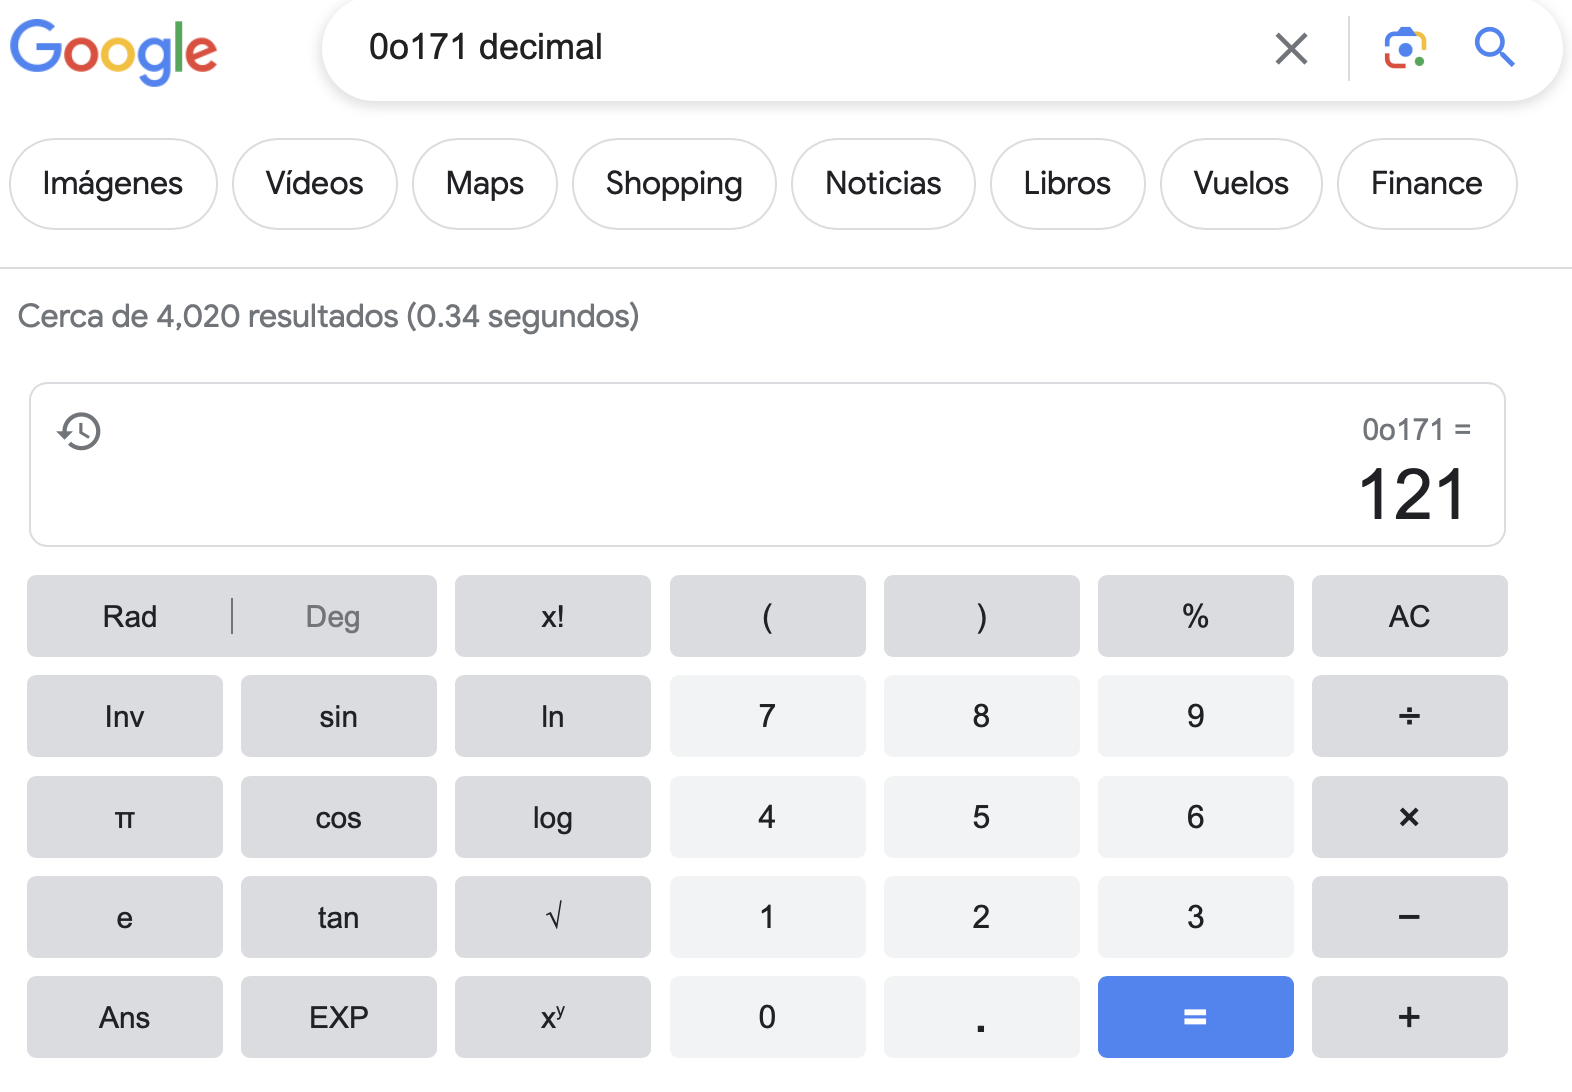 Google
0o171 decimal
Imágenes Vídeos Maps Shopping Noticias Libros Vuelos Finance
Cerca de 4,020 resultados (0.34 segundos)
0o171 =
121
Rad | Deg x! ( ) % AC
Inv sin ln 7 8 9 ÷
π cos log 4 5 6 ×
e tan √ 1 2 3 −
Ans EXP xʸ 0 . = +